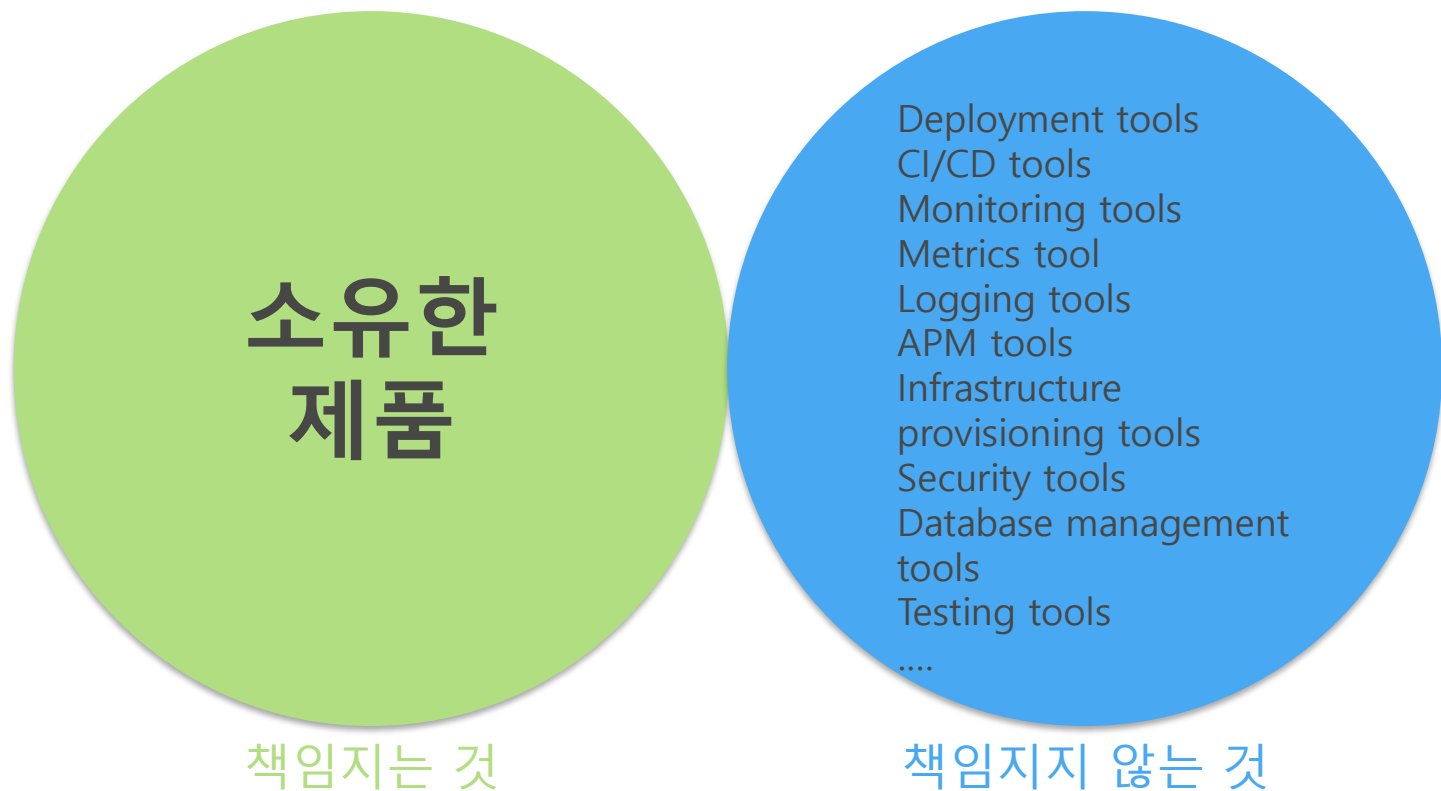 소유한
제품
Deployment tools
CI/CD tools
Monitoring tools
Metrics tool
Logging tools
APM tools
Infrastructure
provisioning tools
Security tools
Database management
tools
Testing tools
....
책임지는 것
책임지지 않는 것